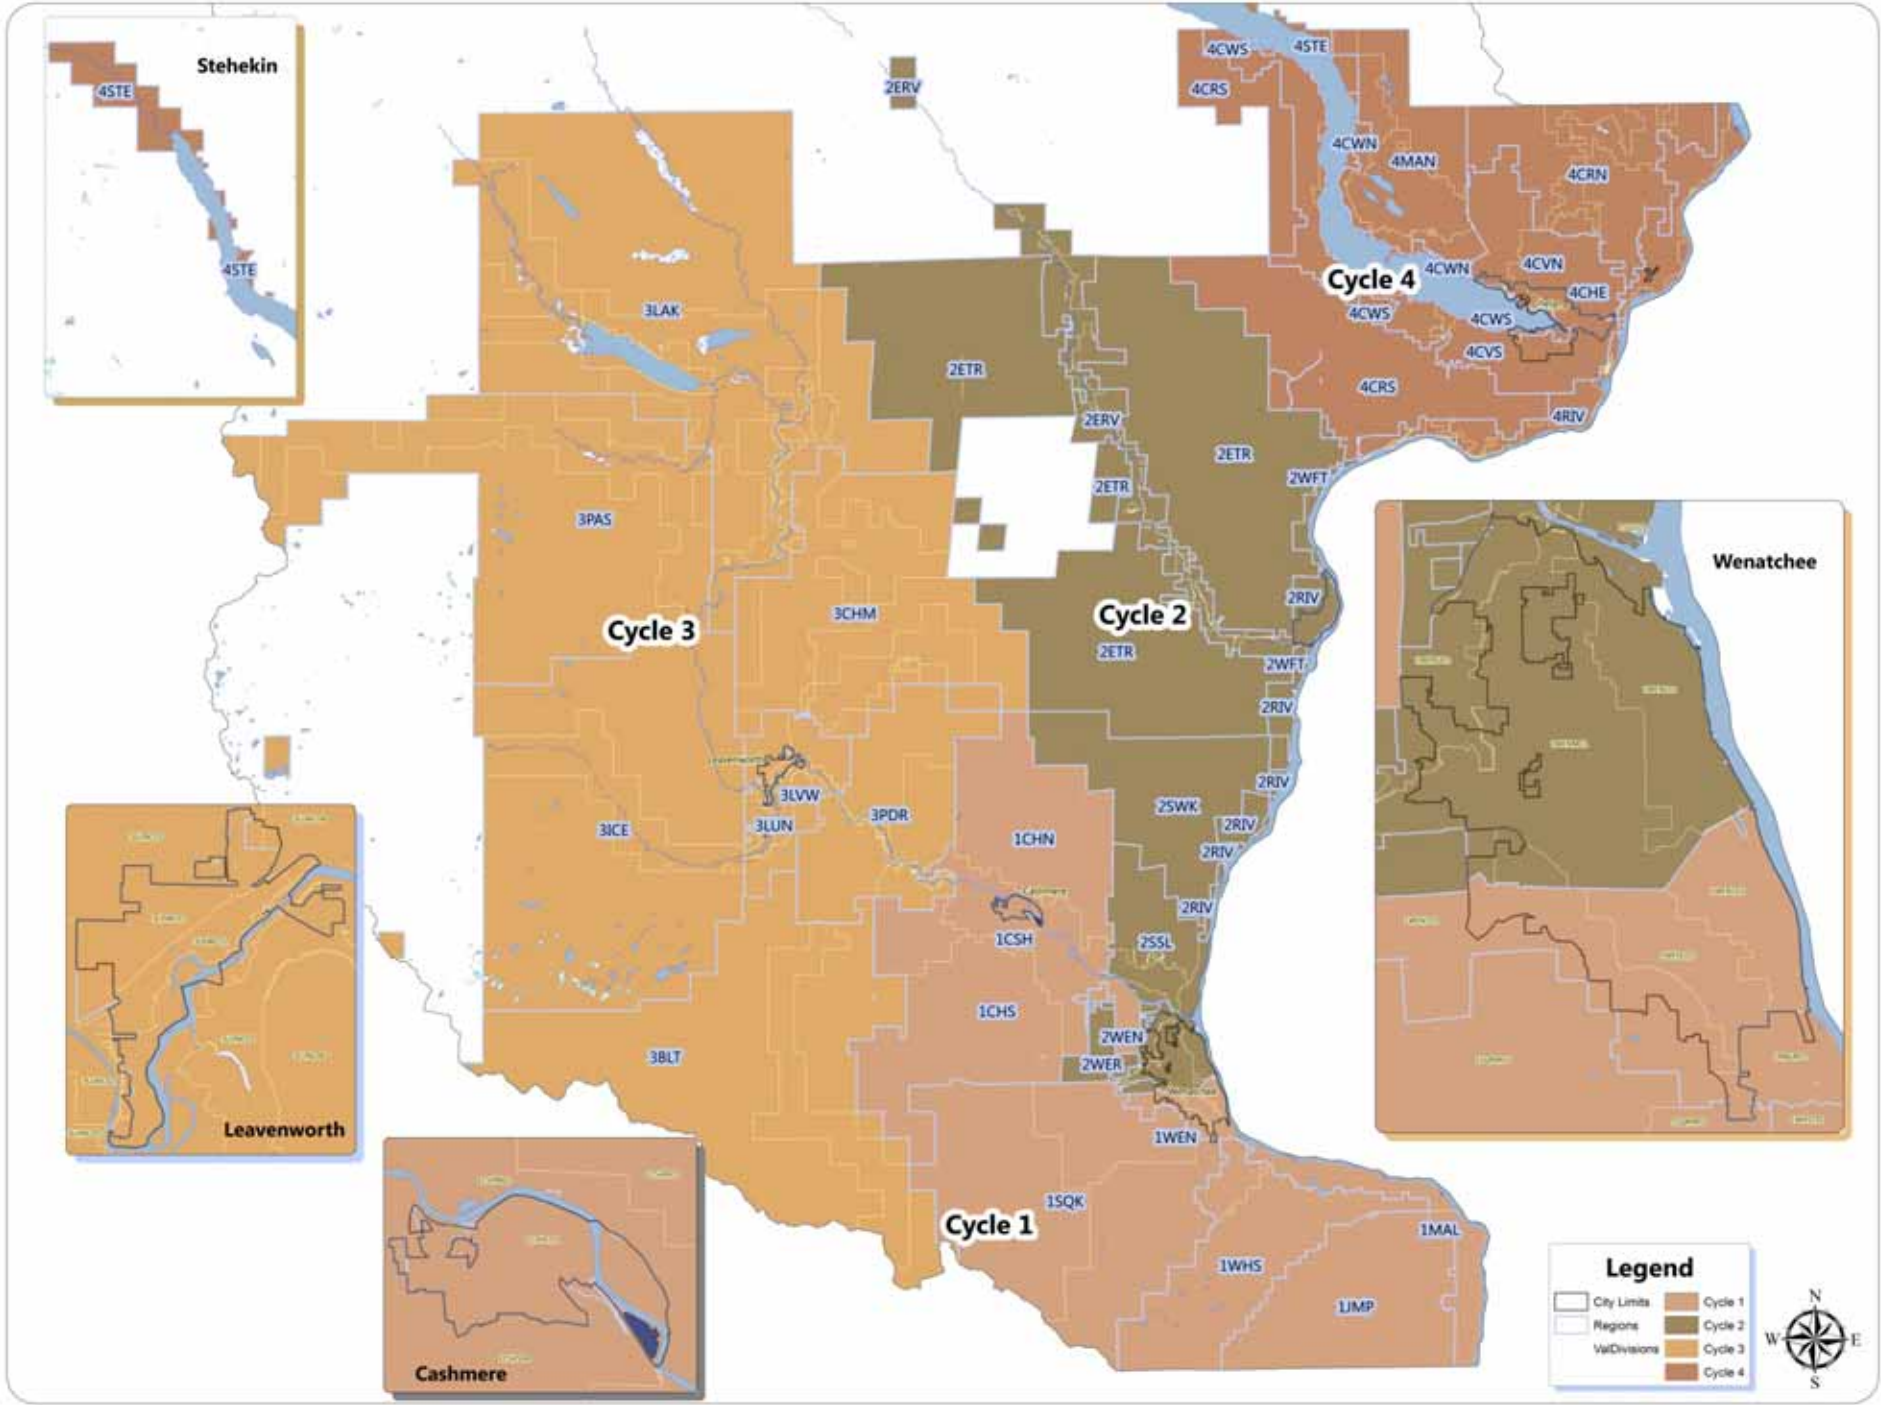 Stehekin
4STE
4STE
2ERV
4CWS
4STE
4CRS
4CWN
4MAN
4CRN
Cycle 4
4CWN
4CVN
4CHE
4CWS
4CWS
4CVS
4CRS
4RIV
3LAK
2ETR
2ERV
2ETR
2WFT
2ETR
3PAS
Cycle 3
3CHM
Cycle 2
2RIV
2ETR
2WFT
2RIV
Wenatchee
Leavenworth
3LVW
3LUN
3PDR
3ICE
2RIV
2SWK
2RIV
2RIV
1CHN
Cashmere
2RIV
1CSH
2SSL
1CHS
2WEN
2WER
3BLT
Wenatchee
1WEN
Leavenworth
1SQK
Cycle 1
1MAL
1WHS
1JMP
Cashmere
Legend
City Limits
Regions
ValDivisions
Cycle 1
Cycle 2
Cycle 3
Cycle 4
N
W
E
S